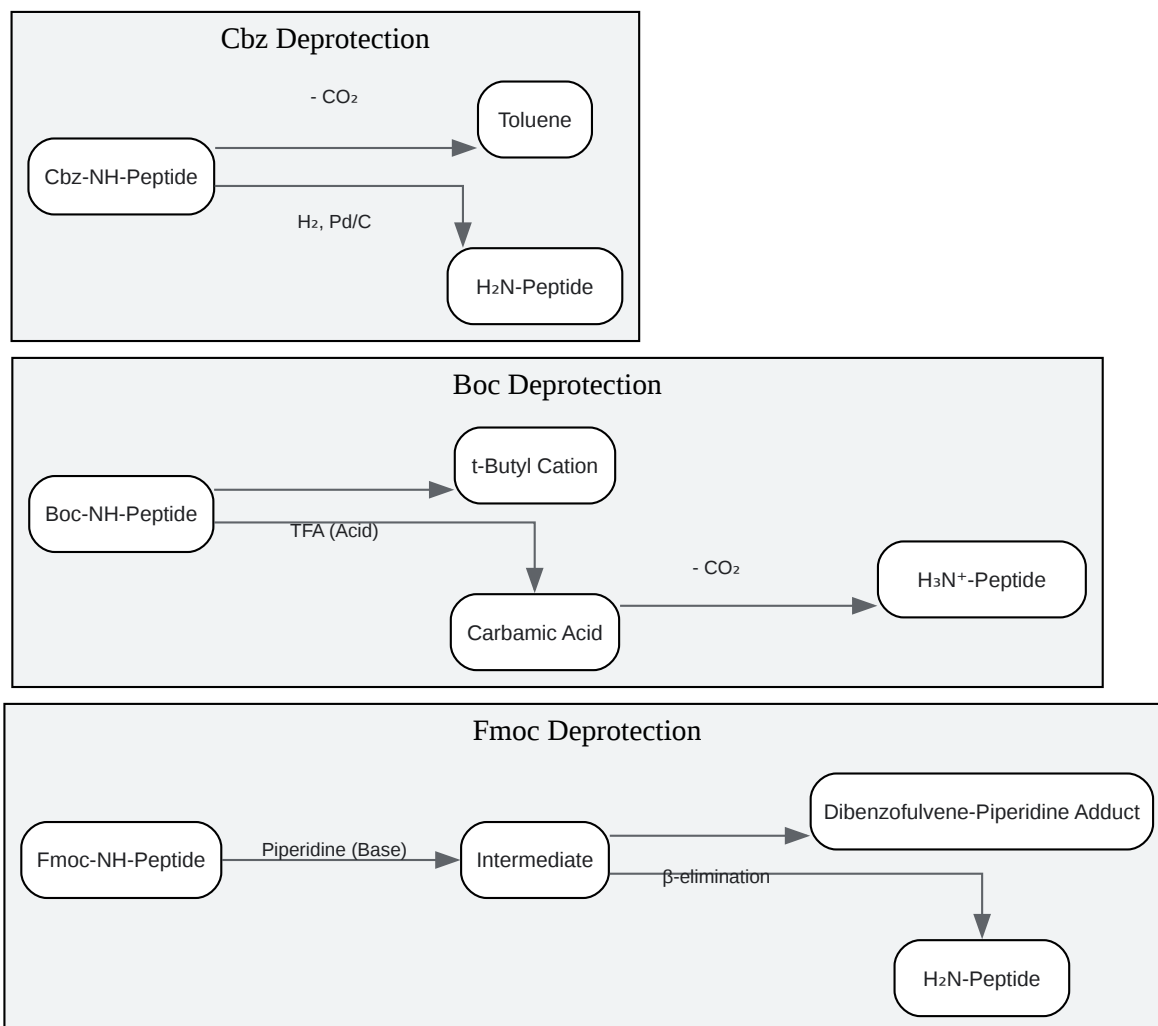 Cbz Deprotection
- CO₂
Toluene
Cbz-NH-Peptide
H₂, Pd/C
H₂N-Peptide
Boc Deprotection
t-Butyl Cation
Boc-NH-Peptide
TFA (Acid)
- CO₂
H₃N⁺-Peptide
Carbamic Acid
Fmoc Deprotection
Dibenzofulvene-Piperidine Adduct
Fmoc-NH-Peptide
Piperidine (Base)
Intermediate
β-elimination
H₂N-Peptide